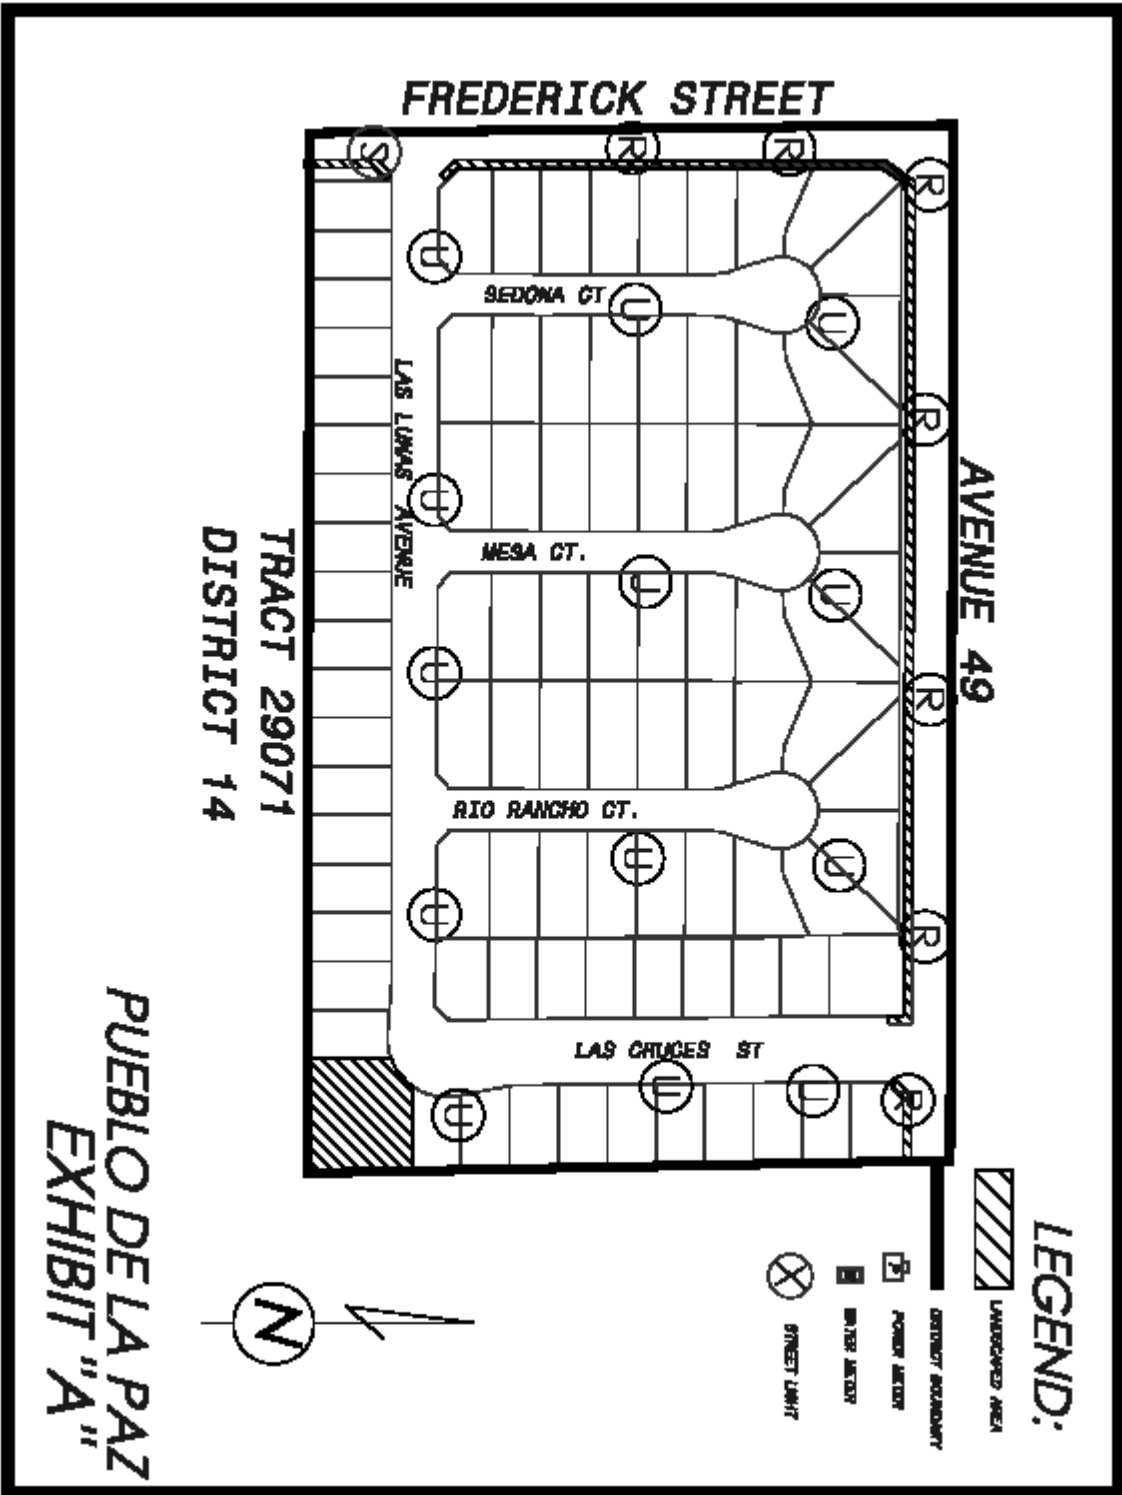 FREDERICK STREET
S
R
R
R
U
SEDONA CT
U
U
R
LAS LUNAS AVENUE
U
MESA CT.
U
U
AVENUE 49
TRACT 29071
DISTRICT 14
U
R
RIO RANCHO CT.
U
U
U
R
LAS CRUCES ST
U
U
U
R
LEGEND:
LANDSCAPED AREA
DISTRICT BOUNDARY
P
POWER METER
WATER METER
STREET LIGHT
N
PUEBLO DE LA PAZ
EXHIBIT "A"